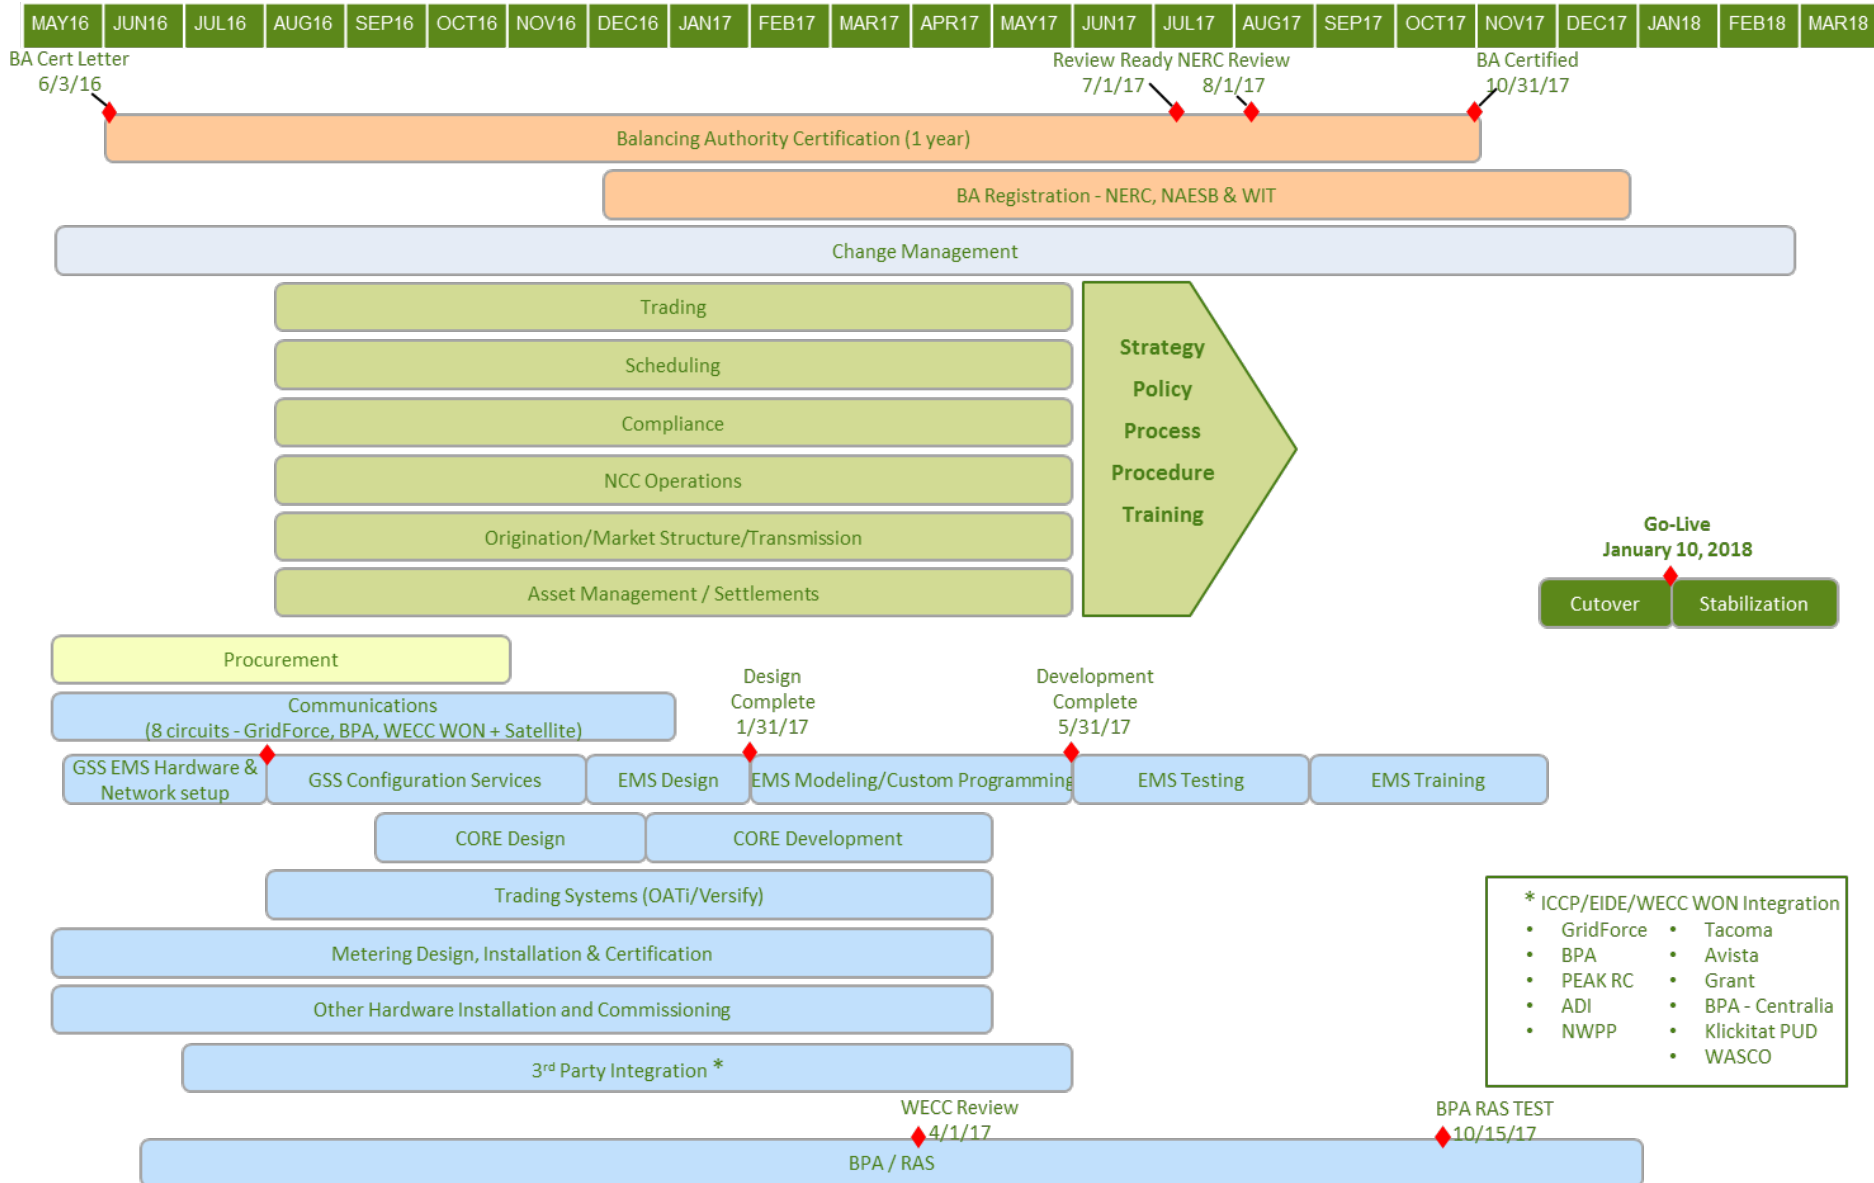 MAY16 JUN16 JUL16 AUG16 SEP16 OCT16 NOV16 DEC16 JAN17 FEB17 MAR17 APR17 MAY17 JUN17 JUL17 AUG17 SEP17 OCT17 NOV17 DEC17 JAN18 FEB18 MAR18
BA Cert Letter
6/3/16
Review Ready
7/1/17
NERC Review
8/1/17
BA Certified
10/31/17
Balancing Authority Certification (1 year)
BA Registration - NERC, NAESB & WIT
Change Management
Trading
Scheduling
Compliance
NCC Operations
Origination/Market Structure/Transmission
Asset Management / Settlements
Strategy
Policy
Process
Procedure
Training
Go-Live
January 10, 2018
Cutover
Stabilization
Procurement
Communications
(8 circuits - GridForce, BPA, WECC WON + Satellite)
Design
Complete
1/31/17
Development
Complete
5/31/17
GSS EMS Hardware &
Network setup
GSS Configuration Services
EMS Design
EMS Modeling/Custom Programming
EMS Testing
EMS Training
CORE Design
CORE Development
Trading Systems (OATi/Versify)
Metering Design, Installation & Certification
Other Hardware Installation and Commissioning
3rd Party Integration *
* ICCP/EIDE/WECC WON Integration
• GridForce
• BPA
• PEAK RC
• ADI
• NWPP
• Tacoma
• Avista
• Grant
• BPA - Centralia
• Klickitat PUD
• WASCO
WECC Review
4/1/17
BPA RAS TEST
10/15/17
BPA / RAS